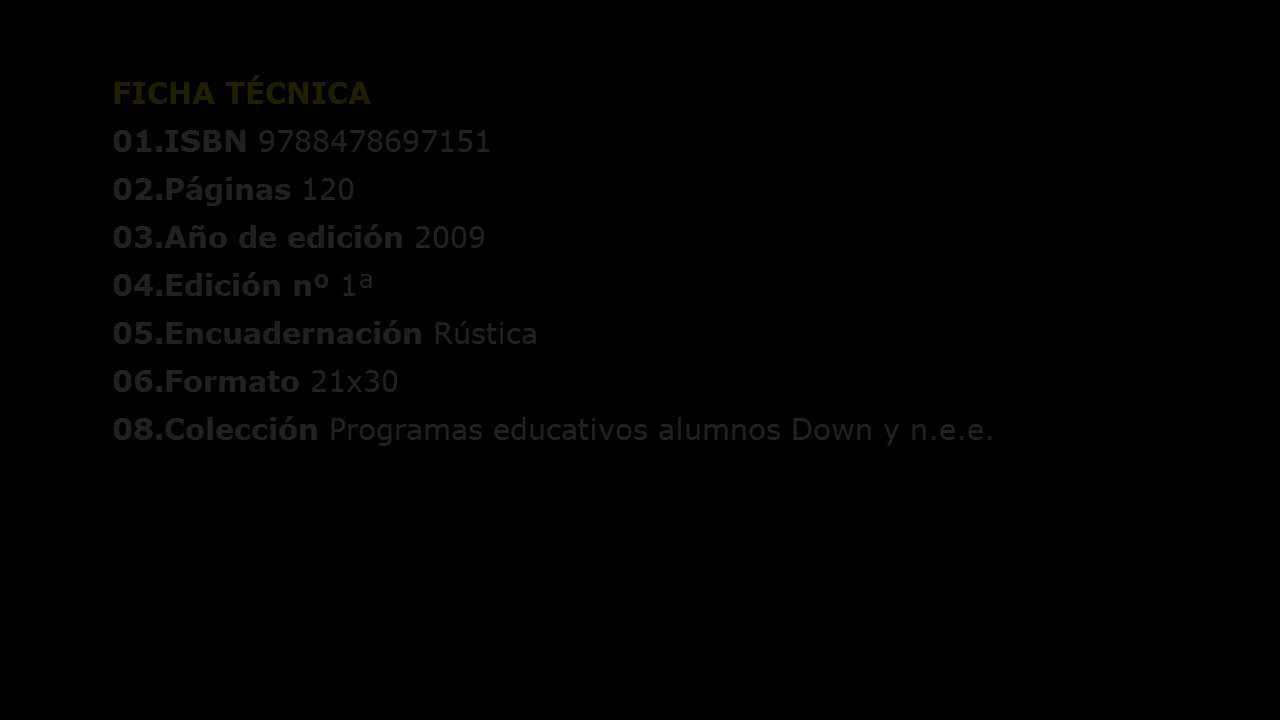 FICHA TÉCNICA
01.ISBN 9788478697151
02.Páginas 120
03.Año de edición 2009
04.Edición nº 1ª
05.Encuadernación Rústica
06.Formato 21x30
08.Colección Programas educativos alumnos Down y n.e.e.